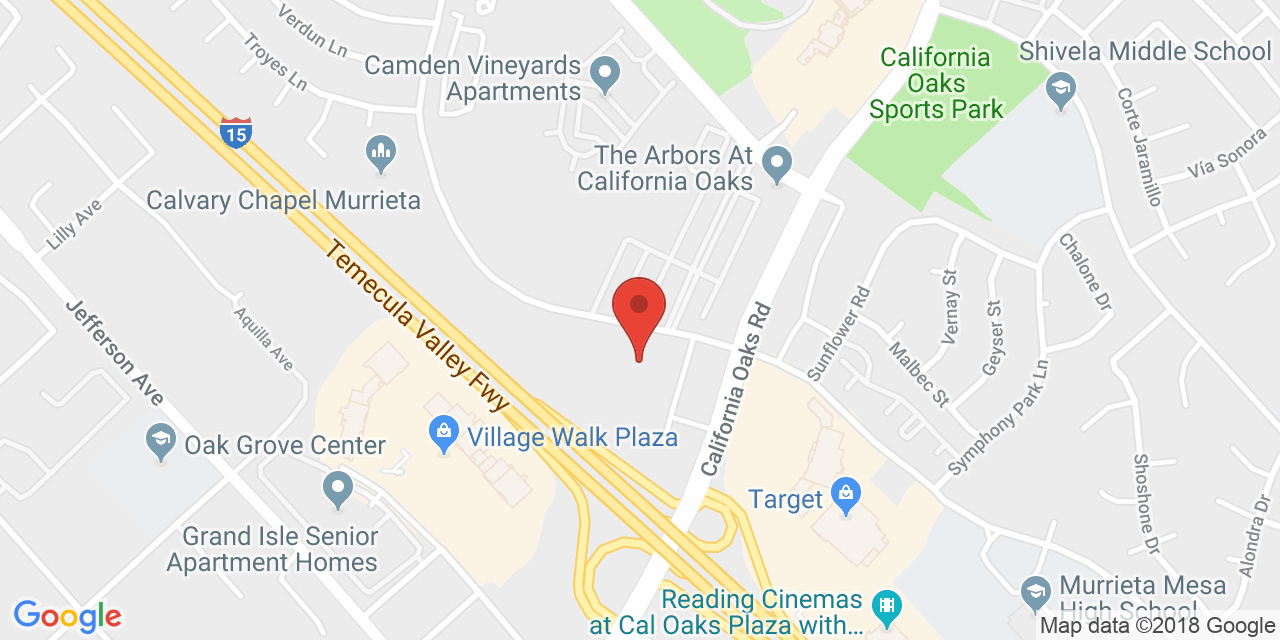 Verdun Ln
Troyes Ln
Camden Vineyards
Apartments
California
Oaks
Sports Park
Shivela Middle School
15
Corte Jaramillo
Vía Sonora
The Arbors At
California Oaks
Calvary Chapel Murrieta
Lilly Ave
Temecula Valley Fwy
Jefferson Ave
Aquilla Ave
California Oaks Rd
Sunflower Rd
Vernay St
Geyser St
Chalone Dr
Malbec St
Symphony Park Ln
Village Walk Plaza
Oak Grove Center
Target
Shoshone Dr
Alondra Dr
Grand Isle Senior
Apartment Homes
Reading Cinemas
at Cal Oaks Plaza with...
Murrieta Mesa
High School
Google
Map data ©2018 Google